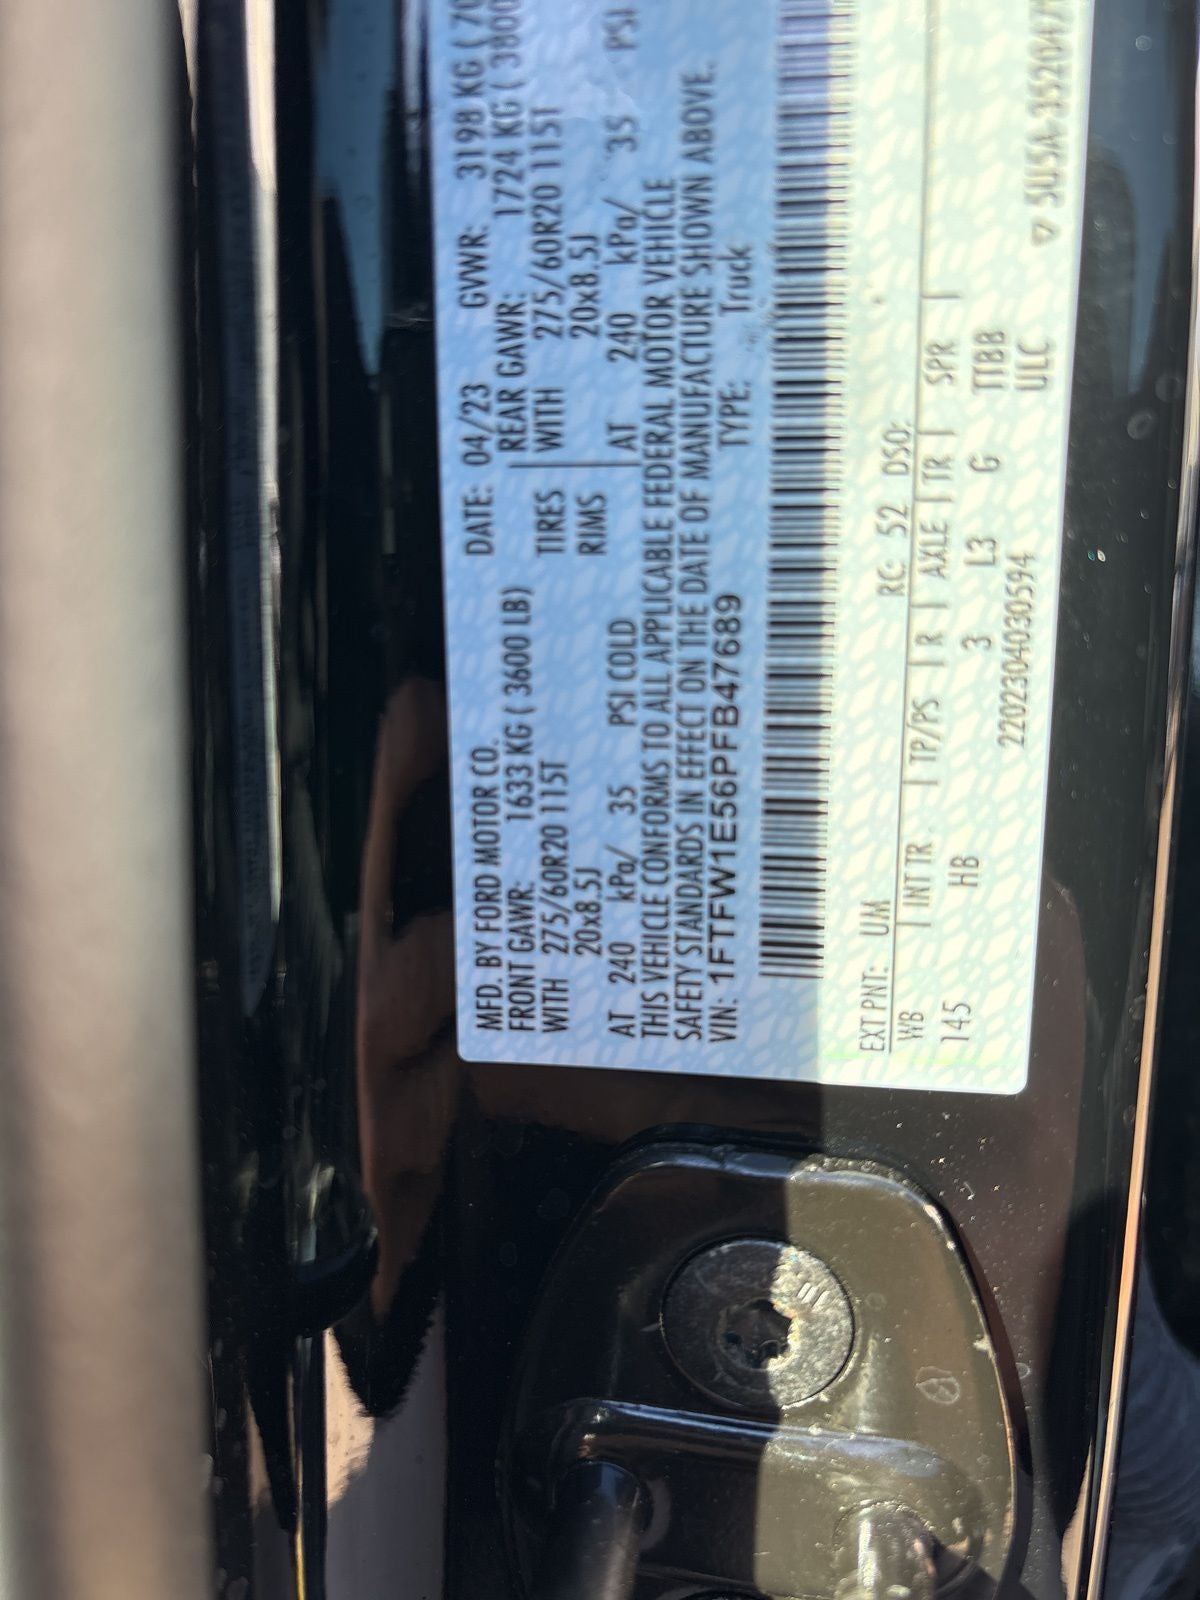 MFD. BY FORD MOTOR CO. DATE: 04/23 GVWR: 3198 KG (
FRONT GAWR: 1633 KG ( 3600 LB) REAR GAWR: 1724 KG ( 3800
WITH 275/60R20 115T TIRES WITH 275/60R20 115T
20x8.5J RIMS 20x8.5J
AT 240 kPa/ 35 PSI COLD AT 240 kPa/ 35 PSI
THIS VEHICLE CONFORMS TO ALL APPLICABLE FEDERAL MOTOR VEHICLE
SAFETY STANDARDS IN EFFECT ON THE DATE OF MANUFACTURE SHOWN ABOVE.
VIN: 1FTFW1E56PFB47689 TYPE: Truck
EXT PNT: UM RC: 52 DSO:
WB | INT TR | TP/PS | R | AXLE | TR | SPR |
145 HB 3 L3 G TTBB
220230403059​4 ULC
▽ 5U5A-3520472